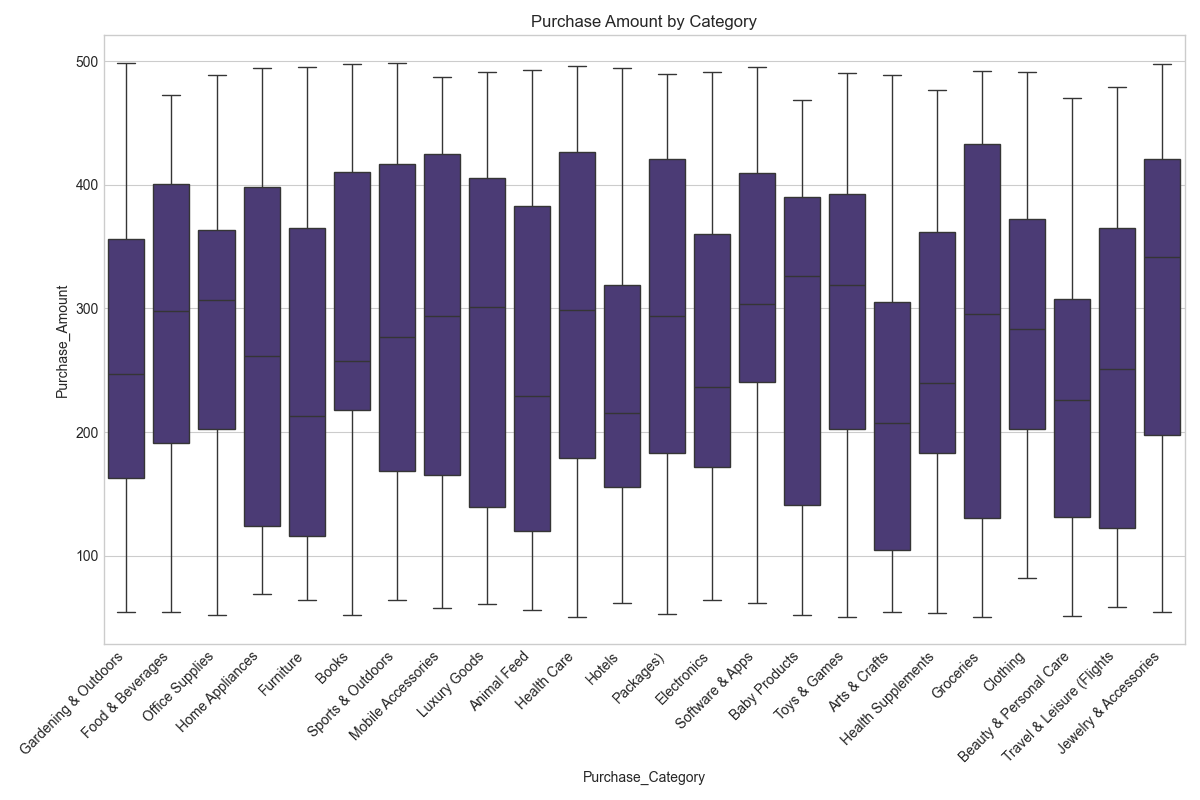 Purchase Amount by Category
Purchase_Amount
500
400
300
200
100
Gardening & Outdoors
Food & Beverages
Office Supplies
Home Appliances
Furniture
Books
Sports & Outdoors
Mobile Accessories
Luxury Goods
Animal Feed
Health Care
Hotels
Packages)
Electronics
Software & Apps
Baby Products
Toys & Games
Arts & Crafts
Health Supplements
Groceries
Clothing
Beauty & Personal Care
Travel & Leisure (Flights
Jewelry & Accessories
Purchase_Category